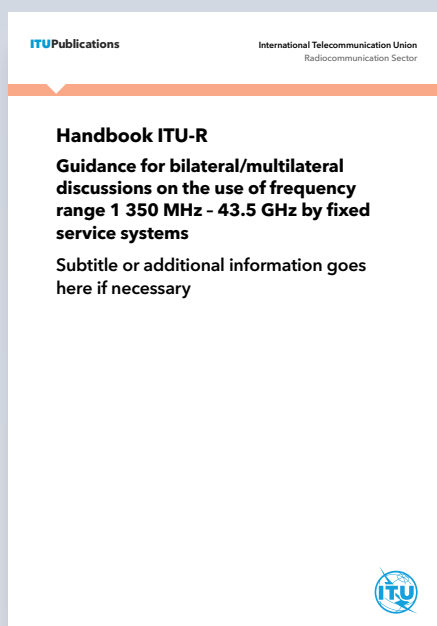 ITUPublications
International Telecommunication Union
Radiocommunication Sector
Handbook ITU-R
Guidance for bilateral/multilateral
discussions on the use of frequency
range 1 350 MHz – 43.5 GHz by fixed
service systems
Subtitle or additional information goes
here if necessary
ITU